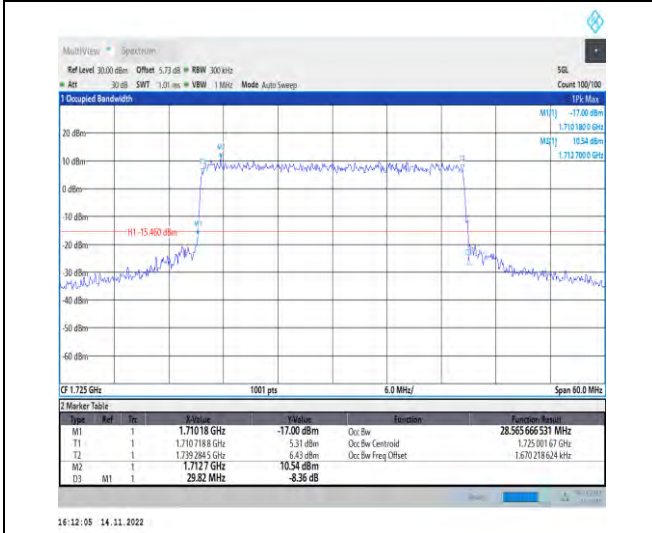 MultiView Spectrum
Ref Level 30.00 dBm Offset 5.73 dB RBW 300 kHz SGL
Att 30 dB SWT 1.01 ms VBW 1 MHz Mode Auto Sweep Count 100/100
1 Occupied Bandwidth 1Pk Max
M1[1] -17.00 dBm
1.710 180 0 GHz
M2[1] 10.54 dBm
1.712 700 0 GHz
20 dBm
M2
10 dBm
T1
0 dBm
-10 dBm
M1
H1 -15.460 dBm
-20 dBm
-30 dBm
-40 dBm
-50 dBm
-60 dBm
CF 1.725 GHz 1001 pts 6.0 MHz/ Span 60.0 MHz
2 Marker Table
Type Ref Trc X-Value Y-Value Function Function Result
M1 1 1.71018 GHz -17.00 dBm Occ Bw 28.565 666 531 MHz
T1 1 1.710 718 8 GHz 5.31 dBm Occ Bw Centroid 1.725 001 67 GHz
T2 1 1.739 284 5 GHz 6.43 dBm Occ Bw Freq Offset 1.670 218 624 kHz
M2 1 1.7127 GHz 10.54 dBm
D3 M1 1 29.82 MHz -8.36 dB
16:12:05 14.11.2022